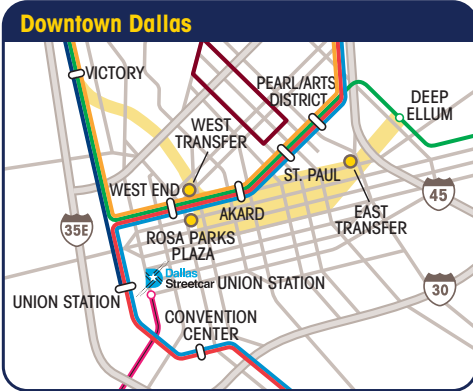 Downtown Dallas
VICTORY
PEARL/ARTS
DISTRICT
DEEP
ELLUM
WEST
TRANSFER
WEST END
ST. PAUL
45
AKARD
EAST
TRANSFER
35E
ROSA PARKS
PLAZA
Dallas
Streetcar
UNION STATION
UNION STATION
30
CONVENTION
CENTER